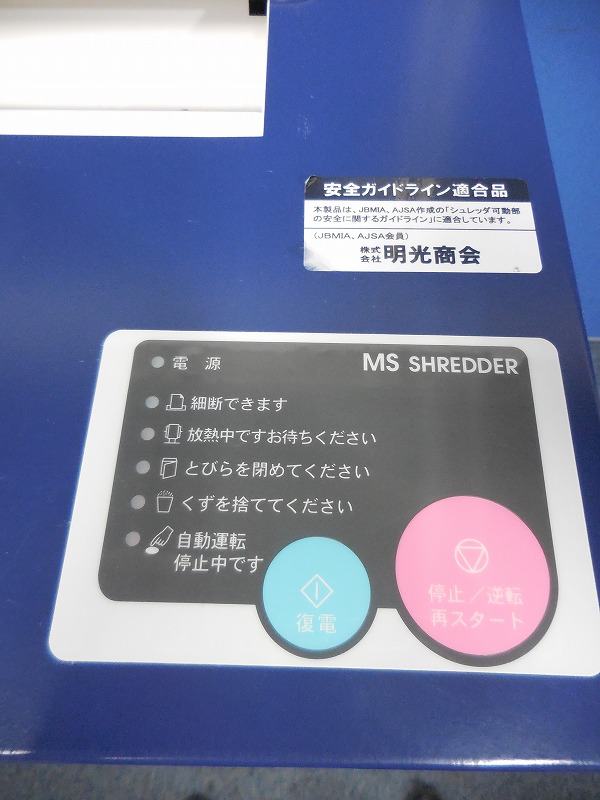 安全ガイドライン適合品
本製品は、JBMIA、AJSA作成の「シュレッダ可動部
の安全に関するガイドライン」に適合しています。
(JBMIA、AJSA会員)
株式会社 明光商会
電源
MS SHREDDER
細断できます
放熱中ですお待ちください
とびらを閉めてください
くずを捨ててください
自動運転
停止中です
復電
停止／逆転
再スタート